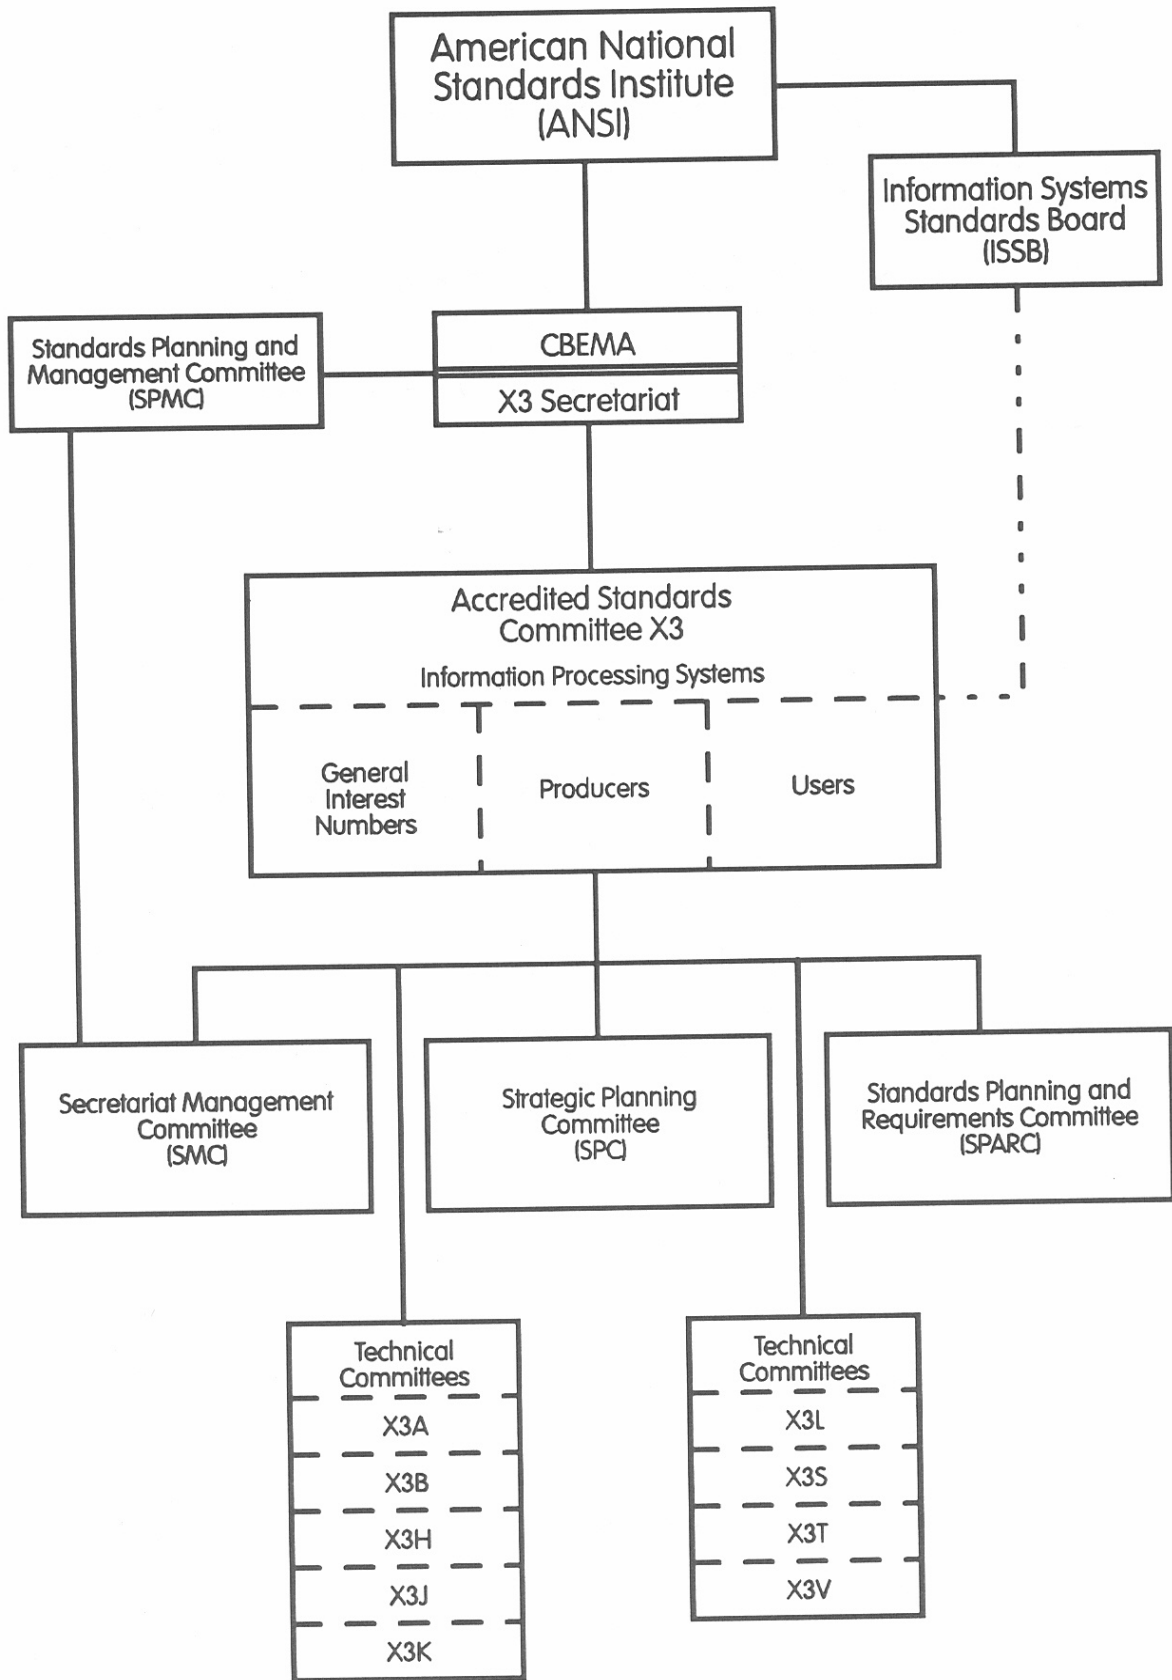 American National
Standards Institute
(ANSI)
Information Systems
Standards Board
(ISSB)
Standards Planning and
Management Committee
(SPMC)
CBEMA
X3 Secretariat
Accredited Standards
Committee X3
Information Processing Systems
General
Interest
Numbers
Producers
Users
Secretariat Management
Committee
(SMC)
Strategic Planning
Committee
(SPC)
Standards Planning and
Requirements Committee
(SPARC)
Technical
Committees
X3A
X3B
X3H
X3J
X3K
Technical
Committees
X3L
X3S
X3T
X3V